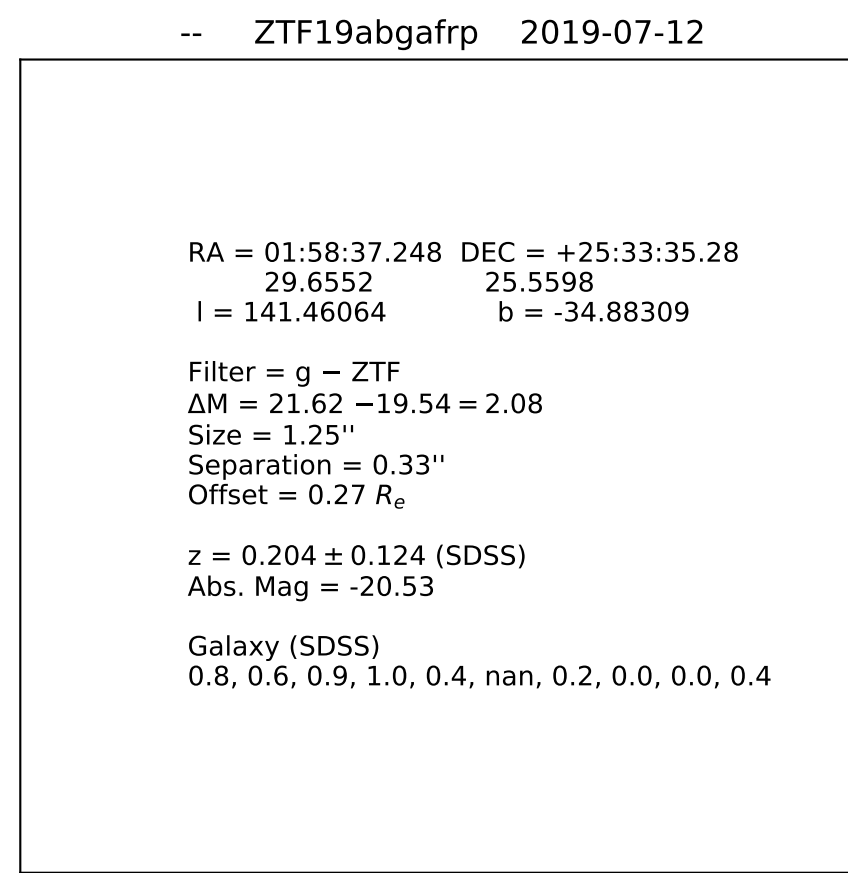 -- ZTF19abgafrp 2019-07-12
RA = 01:58:37.248 DEC = +25:33:35.28
29.6552 25.5598
l = 141.46064 b = -34.88309
Filter = g − ZTF
ΔM = 21.62 −19.54 = 2.08
Size = 1.25''
Separation = 0.33''
Offset = 0.27 Re
z = 0.204 ± 0.124 (SDSS)
Abs. Mag = -20.53
Galaxy (SDSS)
0.8, 0.6, 0.9, 1.0, 0.4, nan, 0.2, 0.0, 0.0, 0.4